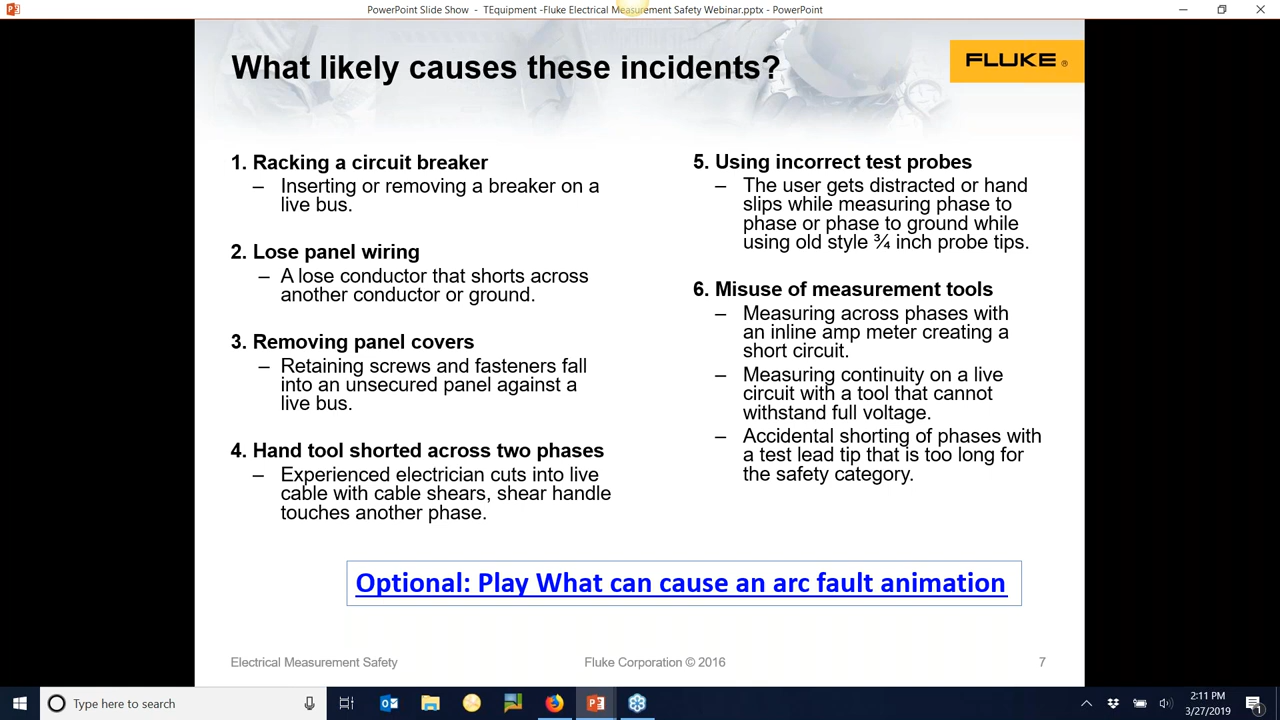 PowerPoint Slide Show - TEquipment -Fluke Electrical Measurement Safety Webinar.pptx - PowerPoint
What likely causes these incidents?
FLUKE ®
1. Racking a circuit breaker
– Inserting or removing a breaker on a
live bus.
2. Lose panel wiring
– A lose conductor that shorts across
another conductor or ground.
3. Removing panel covers
– Retaining screws and fasteners fall
into an unsecured panel against a
live bus.
4. Hand tool shorted across two phases
– Experienced electrician cuts into live
cable with cable shears, shear handle
touches another phase.
5. Using incorrect test probes
– The user gets distracted or hand
slips while measuring phase to
phase or phase to ground while
using old style ¾ inch probe tips.
6. Misuse of measurement tools
– Measuring across phases with
an inline amp meter creating a
short circuit.
– Measuring continuity on a live
circuit with a tool that cannot
withstand full voltage.
– Accidental shorting of phases with
a test lead tip that is too long for
the safety category.
Optional: Play What can cause an arc fault animation
Electrical Measurement Safety
Fluke Corporation © 2016
7
Type here to search
2:11 PM
3/27/2019
1